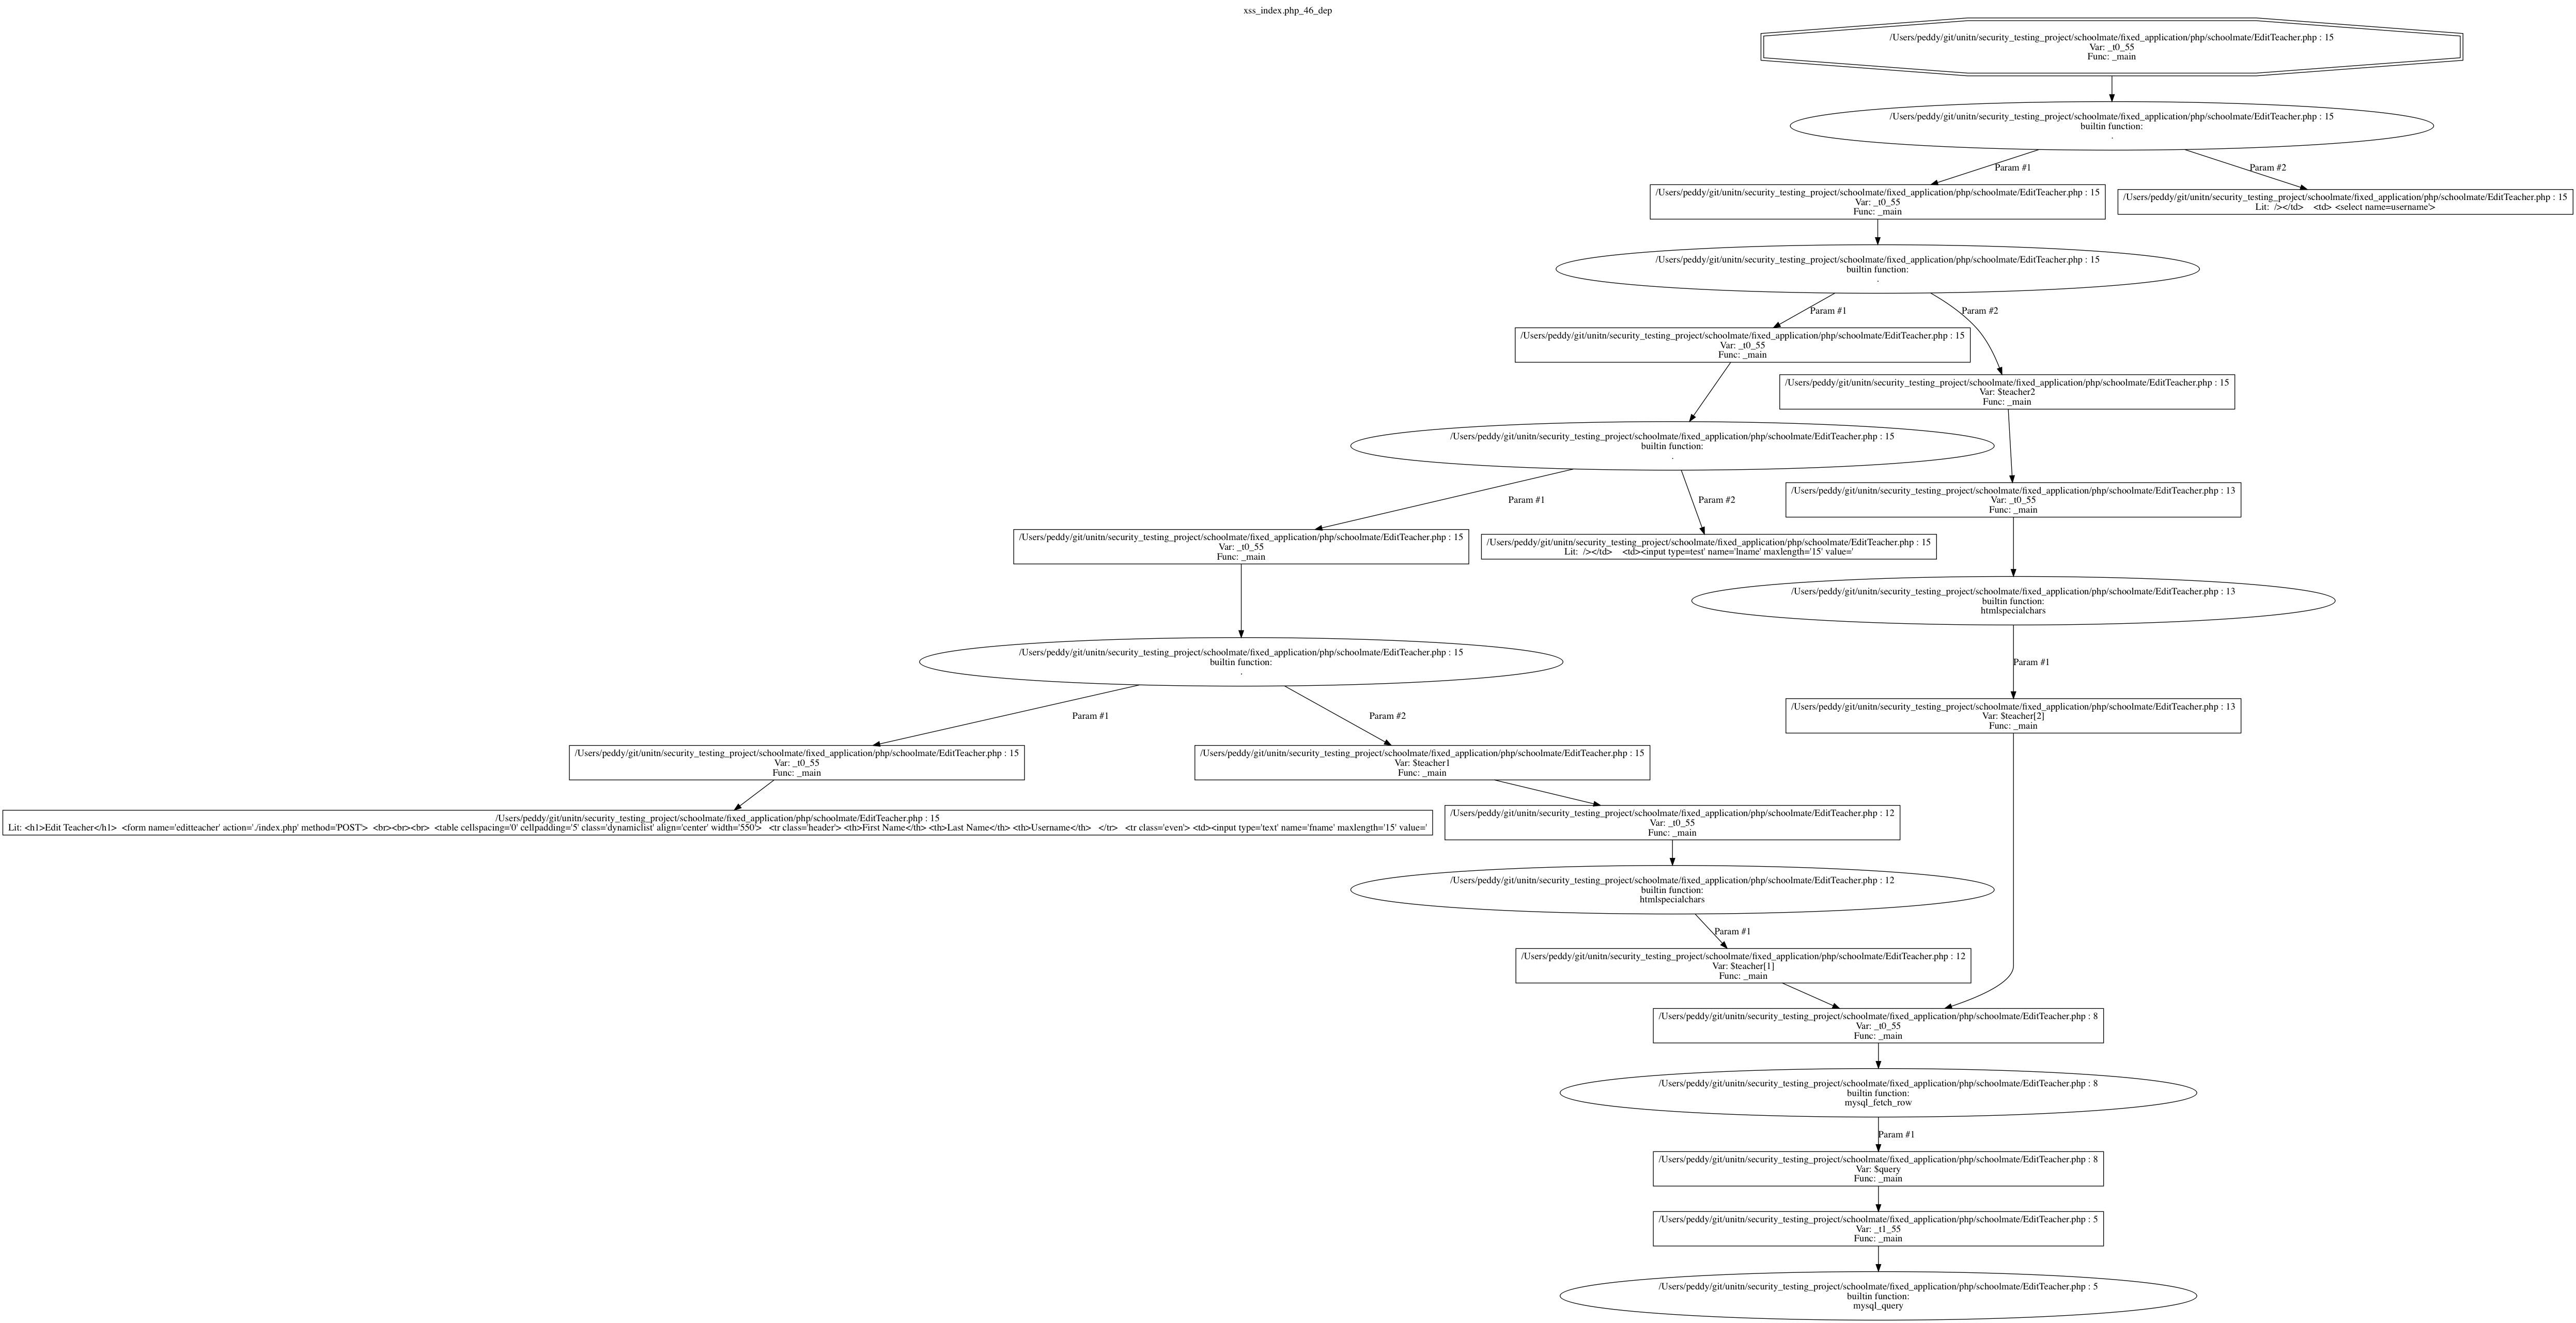 xss_index.php_46_dep
/Users/peddy/git/unitn/security_testing_project/schoolmate/fixed_application/php/schoolmate/EditTeacher.php : 15
Var: _t0_55
Func: _main
/Users/peddy/git/unitn/security_testing_project/schoolmate/fixed_application/php/schoolmate/EditTeacher.php : 15
builtin function:
.
Param #1
Param #2
/Users/peddy/git/unitn/security_testing_project/schoolmate/fixed_application/php/schoolmate/EditTeacher.php : 15
Var: _t0_55
Func: _main
/Users/peddy/git/unitn/security_testing_project/schoolmate/fixed_application/php/schoolmate/EditTeacher.php : 15
Lit:  /></td>    <td> <select name=username'>
/Users/peddy/git/unitn/security_testing_project/schoolmate/fixed_application/php/schoolmate/EditTeacher.php : 15
builtin function:
.
Param #1
Param #2
/Users/peddy/git/unitn/security_testing_project/schoolmate/fixed_application/php/schoolmate/EditTeacher.php : 15
Var: _t0_55
Func: _main
/Users/peddy/git/unitn/security_testing_project/schoolmate/fixed_application/php/schoolmate/EditTeacher.php : 15
Var: $teacher2
Func: _main
/Users/peddy/git/unitn/security_testing_project/schoolmate/fixed_application/php/schoolmate/EditTeacher.php : 15
builtin function:
.
Param #1
Param #2
/Users/peddy/git/unitn/security_testing_project/schoolmate/fixed_application/php/schoolmate/EditTeacher.php : 13
Var: _t0_55
Func: _main
/Users/peddy/git/unitn/security_testing_project/schoolmate/fixed_application/php/schoolmate/EditTeacher.php : 15
Var: _t0_55
Func: _main
/Users/peddy/git/unitn/security_testing_project/schoolmate/fixed_application/php/schoolmate/EditTeacher.php : 15
Lit:  /></td>    <td><input type=test' name='lname' maxlength='15' value='
/Users/peddy/git/unitn/security_testing_project/schoolmate/fixed_application/php/schoolmate/EditTeacher.php : 13
builtin function:
htmlspecialchars
/Users/peddy/git/unitn/security_testing_project/schoolmate/fixed_application/php/schoolmate/EditTeacher.php : 15
builtin function:
.
Param #1
Param #1
Param #2
/Users/peddy/git/unitn/security_testing_project/schoolmate/fixed_application/php/schoolmate/EditTeacher.php : 13
Var: $teacher[2]
Func: _main
/Users/peddy/git/unitn/security_testing_project/schoolmate/fixed_application/php/schoolmate/EditTeacher.php : 15
Var: _t0_55
Func: _main
/Users/peddy/git/unitn/security_testing_project/schoolmate/fixed_application/php/schoolmate/EditTeacher.php : 15
Var: $teacher1
Func: _main
/Users/peddy/git/unitn/security_testing_project/schoolmate/fixed_application/php/schoolmate/EditTeacher.php : 15
Lit: <h1>Edit Teacher</h1>  <form name='editteacher' action='./index.php' method='POST'>  <br><br><br>  <table cellspacing='0' cellpadding='5' class='dynamiclist' align='center' width='550'>   <tr class='header'> <th>First Name</th> <th>Last Name</th> <th>Username</th>   </tr>   <tr class='even'> <td><input type='text' name='fname' maxlength='15' value='
/Users/peddy/git/unitn/security_testing_project/schoolmate/fixed_application/php/schoolmate/EditTeacher.php : 12
Var: _t0_55
Func: _main
/Users/peddy/git/unitn/security_testing_project/schoolmate/fixed_application/php/schoolmate/EditTeacher.php : 12
builtin function:
htmlspecialchars
Param #1
/Users/peddy/git/unitn/security_testing_project/schoolmate/fixed_application/php/schoolmate/EditTeacher.php : 12
Var: $teacher[1]
Func: _main
/Users/peddy/git/unitn/security_testing_project/schoolmate/fixed_application/php/schoolmate/EditTeacher.php : 8
Var: _t0_55
Func: _main
/Users/peddy/git/unitn/security_testing_project/schoolmate/fixed_application/php/schoolmate/EditTeacher.php : 8
builtin function:
mysql_fetch_row
Param #1
/Users/peddy/git/unitn/security_testing_project/schoolmate/fixed_application/php/schoolmate/EditTeacher.php : 8
Var: $query
Func: _main
/Users/peddy/git/unitn/security_testing_project/schoolmate/fixed_application/php/schoolmate/EditTeacher.php : 5
Var: _t1_55
Func: _main
/Users/peddy/git/unitn/security_testing_project/schoolmate/fixed_application/php/schoolmate/EditTeacher.php : 5
builtin function:
mysql_query